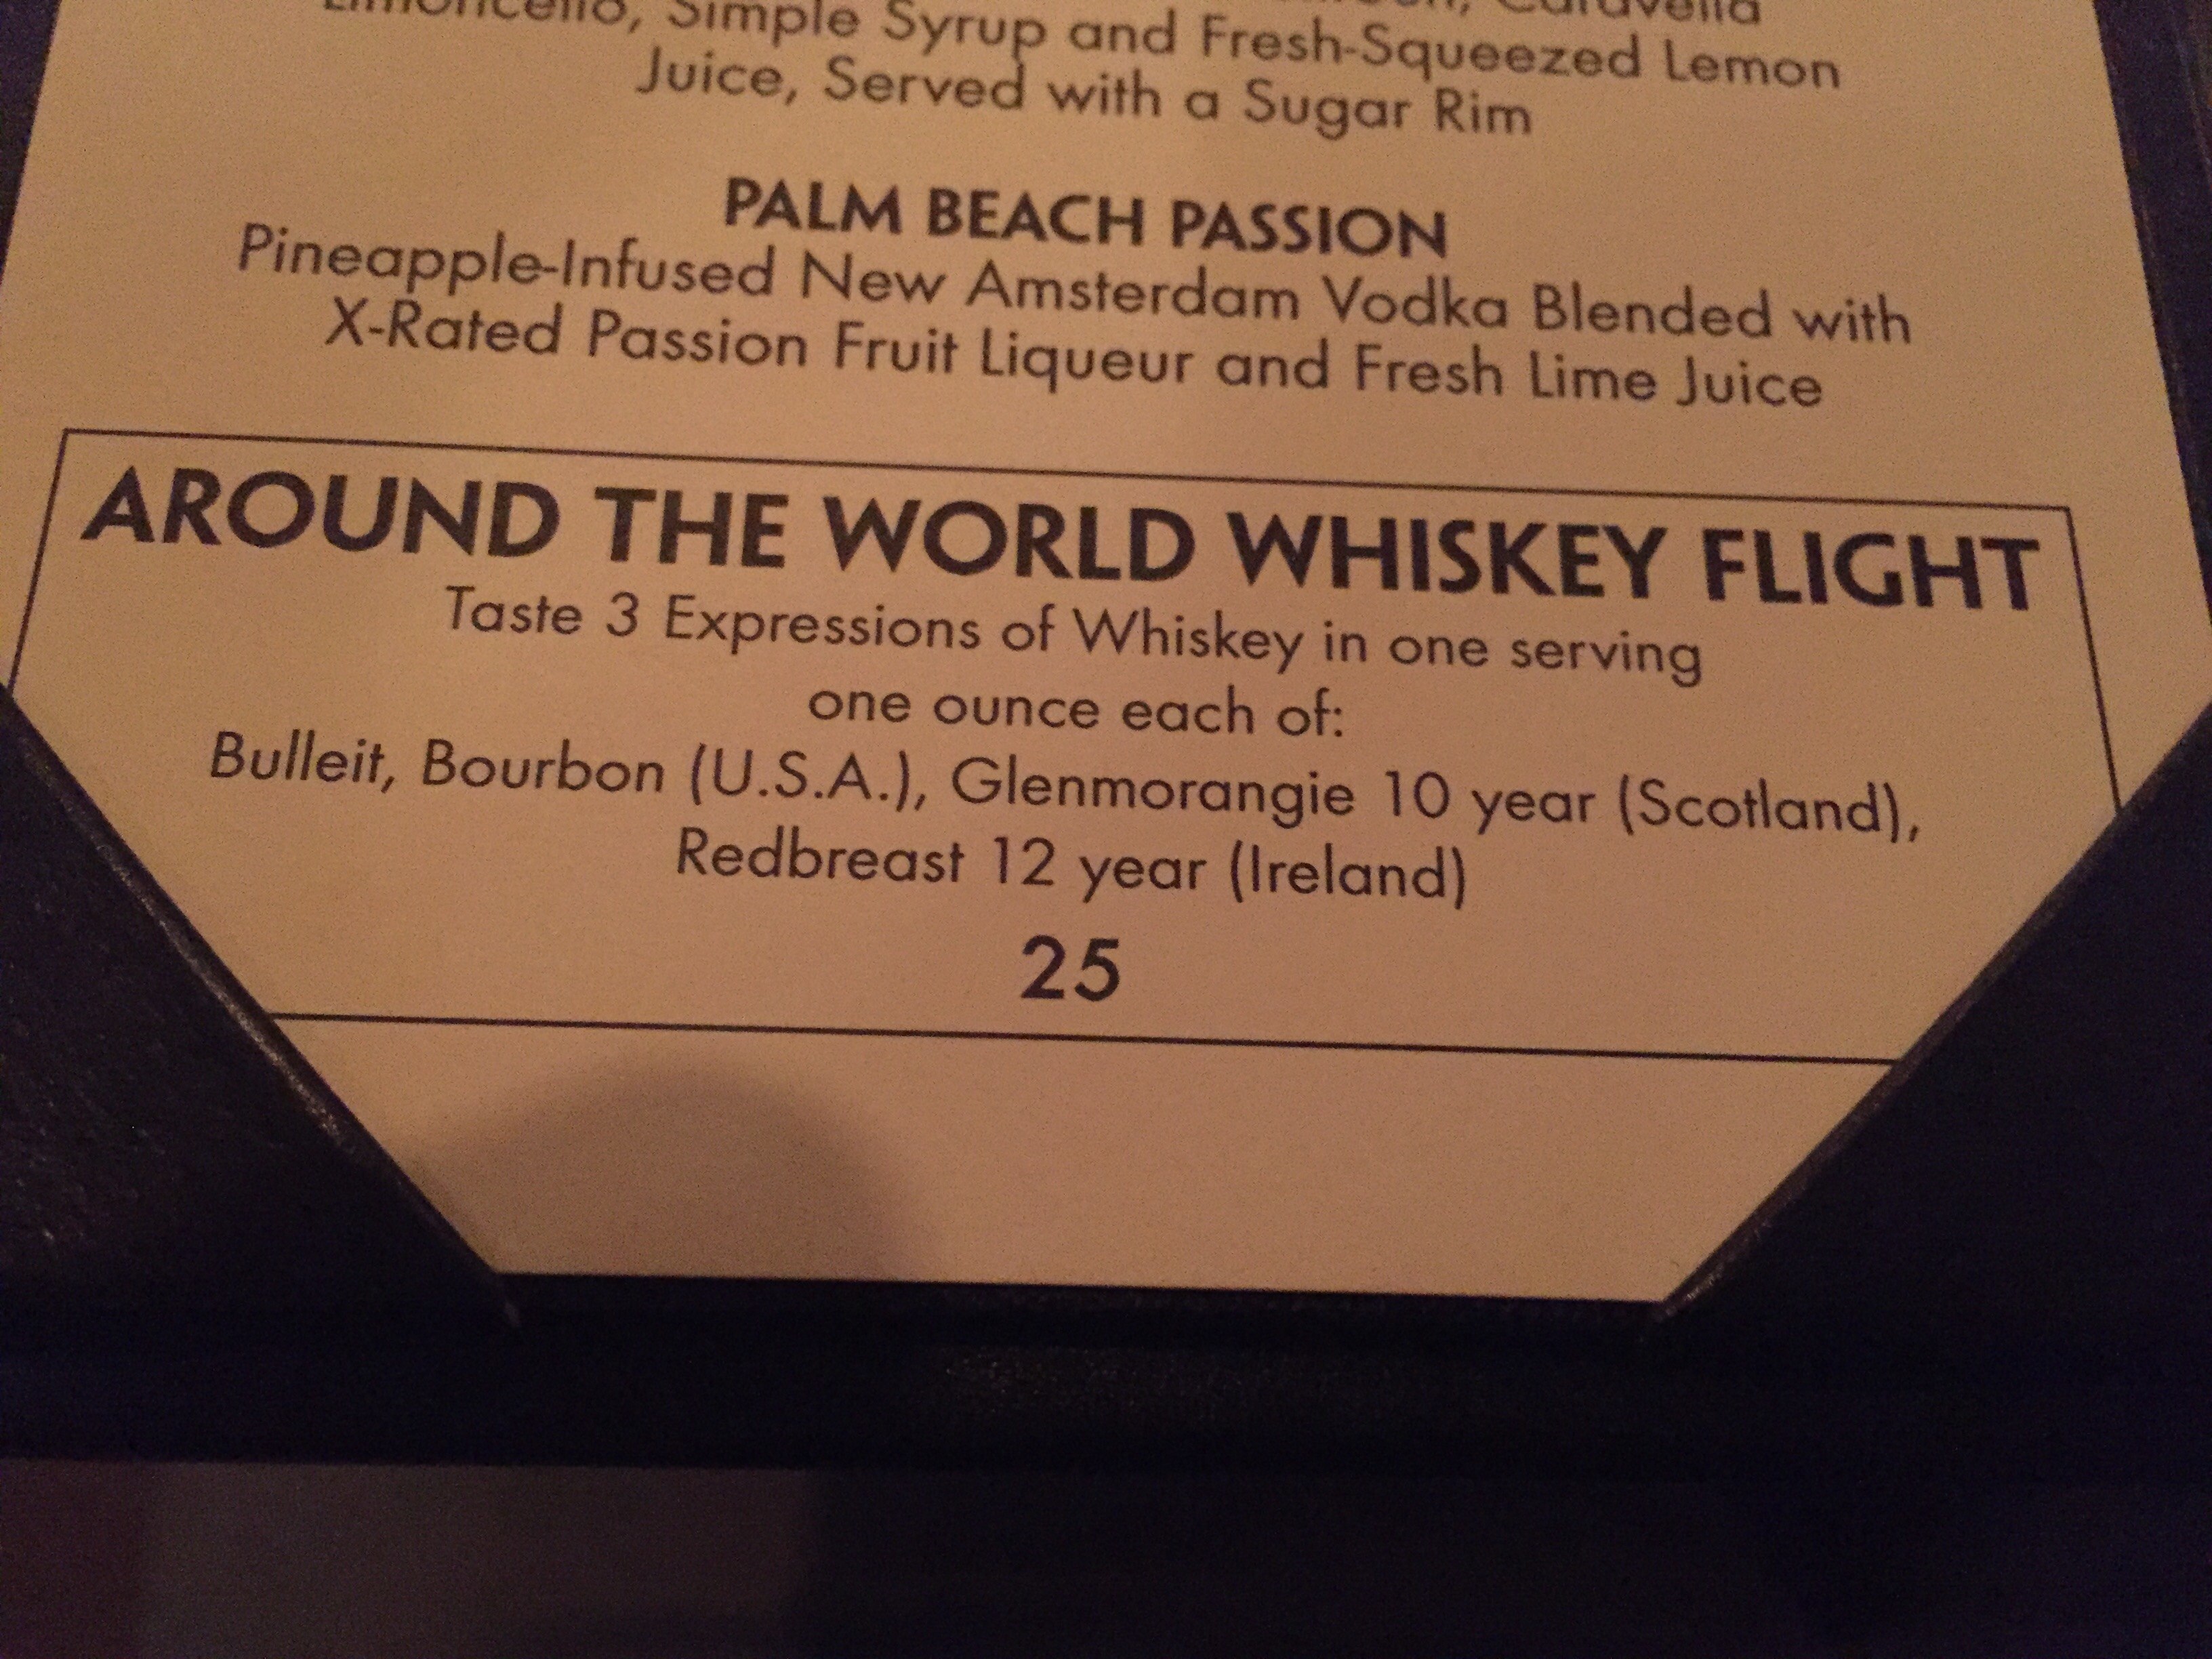 Limoncello, Simple Syrup and Fresh-Squeezed Lemon
Juice, Served with a Sugar Rim
PALM BEACH PASSION
Pineapple-Infused New Amsterdam Vodka Blended with
X-Rated Passion Fruit Liqueur and Fresh Lime Juice
AROUND THE WORLD WHISKEY FLIGHT
Taste 3 Expressions of Whiskey in one serving
one ounce each of:
Bulleit, Bourbon (U.S.A.), Glenmorangie 10 year (Scotland),
Redbreast 12 year (Ireland)
25